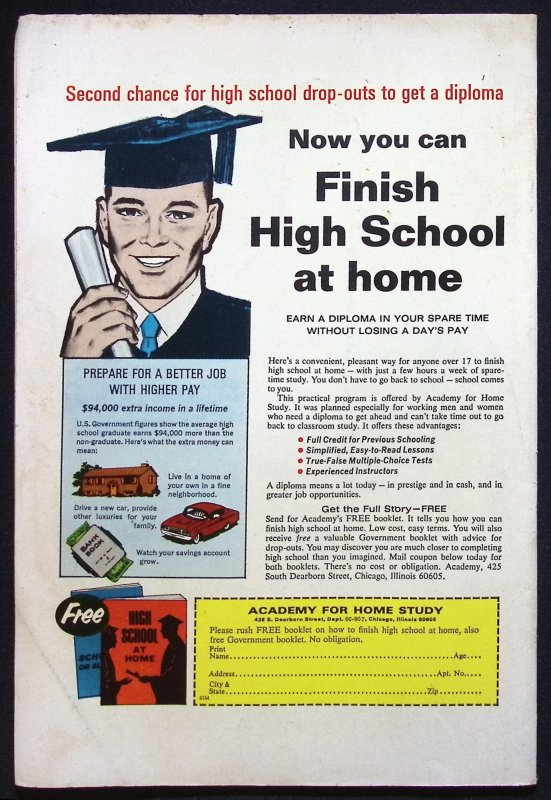 Second chance for high school drop-outs to get a diploma
Now you can
Finish
High School
at home
EARN A DIPLOMA IN YOUR SPARE TIME
WITHOUT LOSING A DAY'S PAY
Here's a convenient, pleasant way for anyone over 17 to finish
high school at home — with just a few hours a week of spare-
time study. You don't have to go back to school — school comes
to you.
This practical program is offered by Academy for Home
Study. It was planned especially for working men and women
who need a diploma to get ahead and can't take time out to go
back to classroom study. It offers these advantages:
• Full Credit for Previous Schooling
• Simplified, Easy-to-Read Lessons
• True-False Multiple-Choice Tests
• Experienced Instructors
A diploma means a lot today – in prestige and in cash, and in
greater job opportunities.
Get the Full Story—FREE
Send for Academy's FREE booklet. It tells you how you can
finish high school at home. Low cost, easy terms. You will also
receive free a valuable Government booklet with advice for
drop-outs. You may discover you are much closer to completing
high school than you imagined. Mail coupon below today for
both booklets. There's no cost or obligation. Academy, 425
South Dearborn Street, Chicago, Illinois 60605.
PREPARE FOR A BETTER JOB
WITH HIGHER PAY
$94,000 extra income in a lifetime
U.S. Government figures show the average high
school graduate earns $94,000 more than the
non-graduate. Here's what the extra money can
mean:
Live in a home of
your own in a fine
neighborhood.
Drive a new car, provide
other luxuries for your
family.
BANK
BOOK
Watch your savings account
grow.
Free
HIGH
SCHOOL
AT
HOME
SCH
OR EL
ACADEMY FOR HOME STUDY
425 S. Dearborn Street, Dept. 66-907, Chicago, Illinois 60605
Please rush FREE booklet on how to finish high school at home, also
free Government booklet. No obligation.
Print
Name Age
Address Apt. No.
City &
State Zip